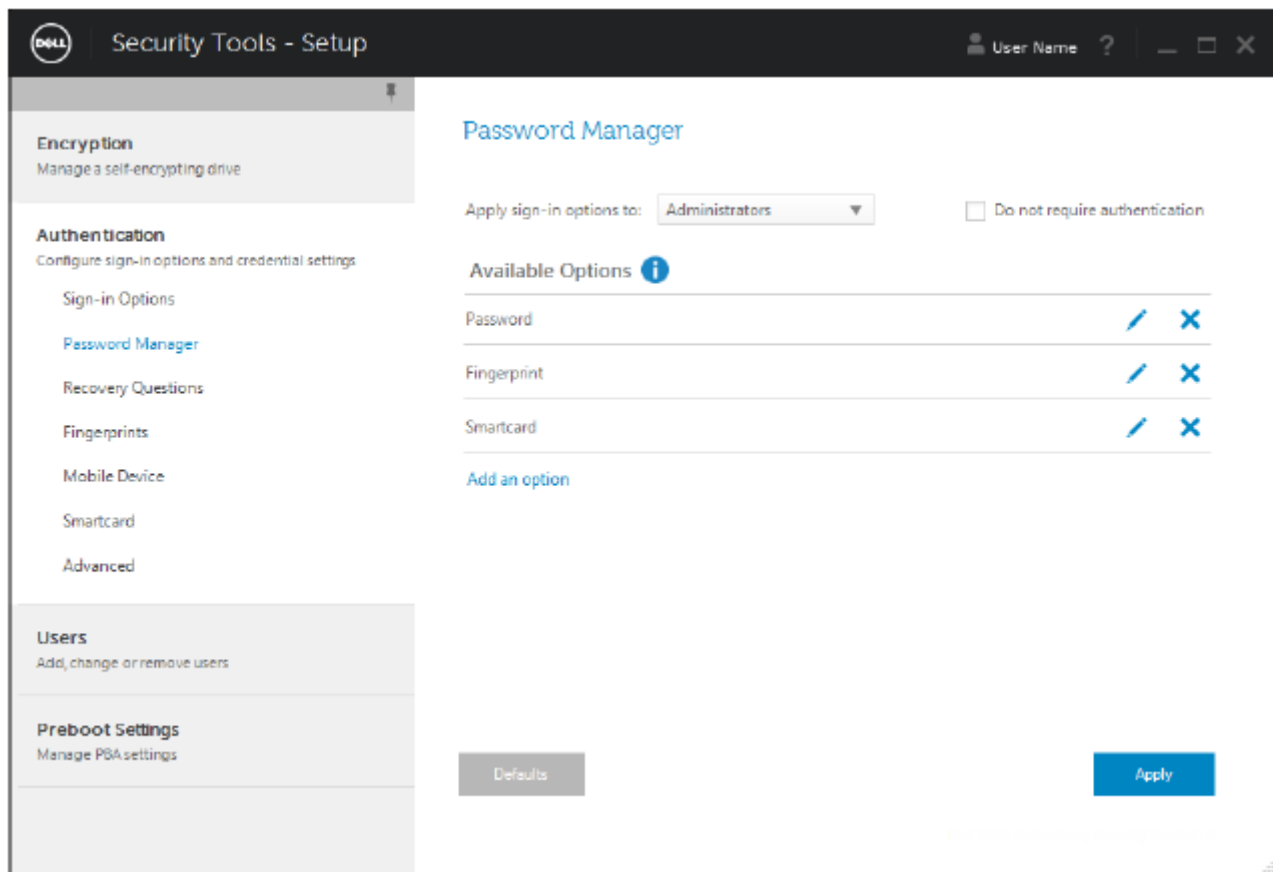 DELL
Security Tools - Setup
User Name ?
Encryption
Manage a self-encrypting drive
Authentication
Configure sign-in options and credential settings
Sign-in Options
Password Manager
Recovery Questions
Fingerprints
Mobile Device
Smartcard
Advanced
Users
Add, change or remove users
Preboot Settings
Manage PBA settings
Password Manager
Apply sign-in options to: Administrators Do not require authentication
Available Options i
Password
Fingerprint
Smartcard
Add an option
Defaults Apply